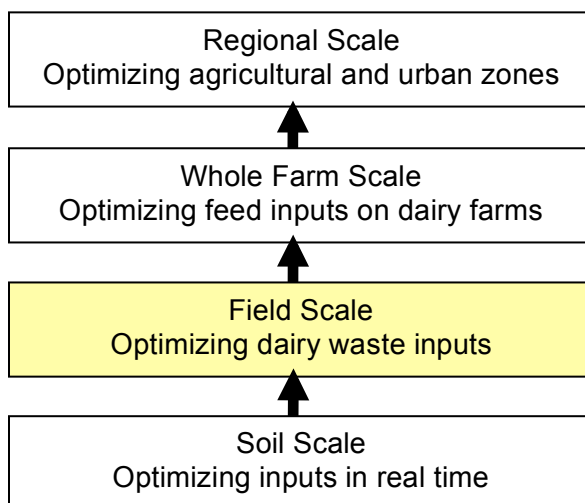 Regional Scale
Optimizing agricultural and urban zones
Whole Farm Scale
Optimizing feed inputs on dairy farms
Field Scale
Optimizing dairy waste inputs
Soil Scale
Optimizing inputs in real time